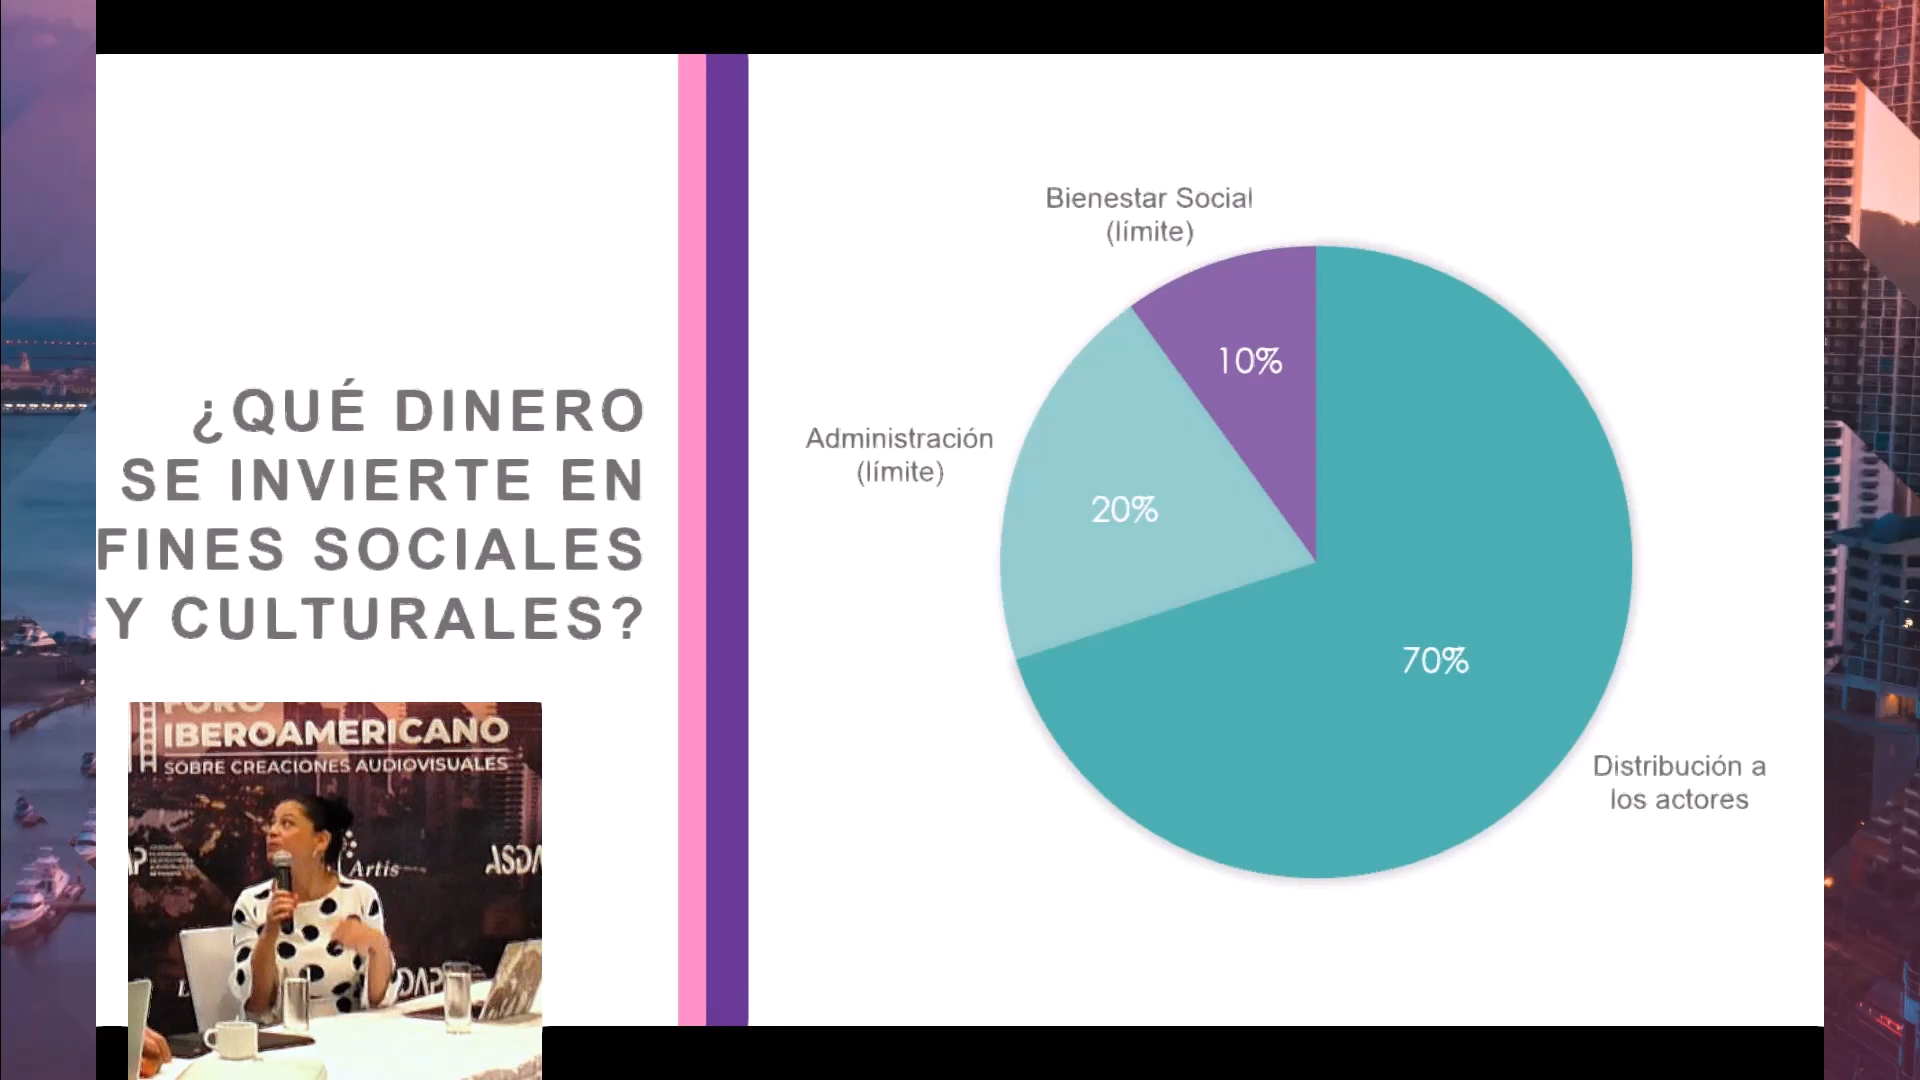 ¿QUÉ DINERO
SE INVIERTE EN
FINES SOCIALES
Y CULTURALES?
Bienestar Social
(límite)
10%
Administración
(límite)
20%
70%
Distribución a
los actores
FORO
IBEROAMERICANO
SOBRE CREACIONES AUDIOVISUALES
Artis